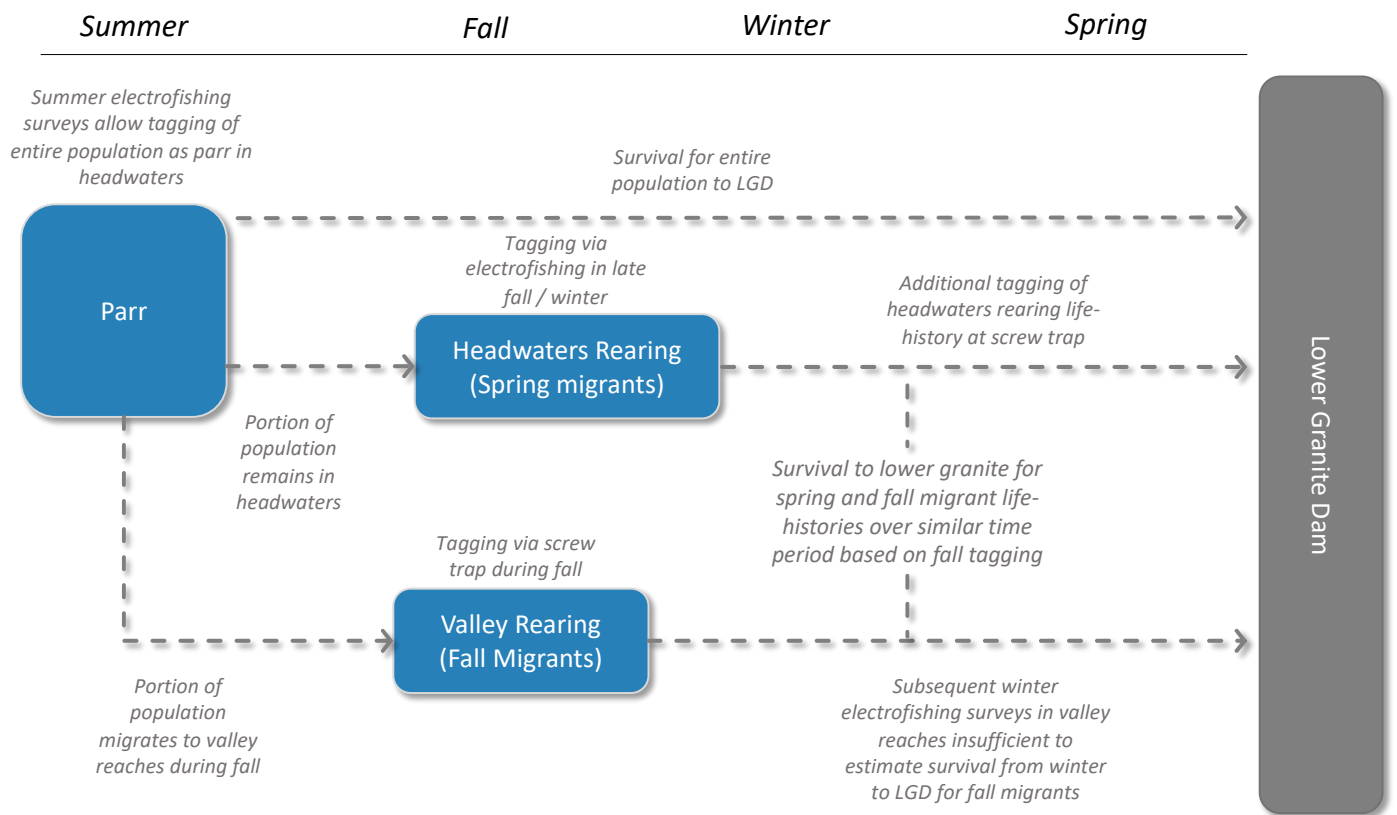 Summer Fall Winter Spring
Summer electrofishing
surveys allow tagging of
entire population as parr in
headwaters
Survival for entire
population to LGD
Parr
Tagging via
electrofishing in late
fall / winter
Headwaters Rearing
(Spring migrants)
Additional tagging of
headwaters rearing life-
history at screw trap
Portion of
population
remains in
headwaters
Survival to lower granite for
spring and fall migrant life-
histories over similar time
period based on fall tagging
Tagging via screw
trap during fall
Valley Rearing
(Fall Migrants)
Portion of
population
migrates to valley
reaches during fall
Subsequent winter
electrofishing surveys in valley
reaches insufficient to
estimate survival from winter
to LGD for fall migrants
Lower Granite Dam